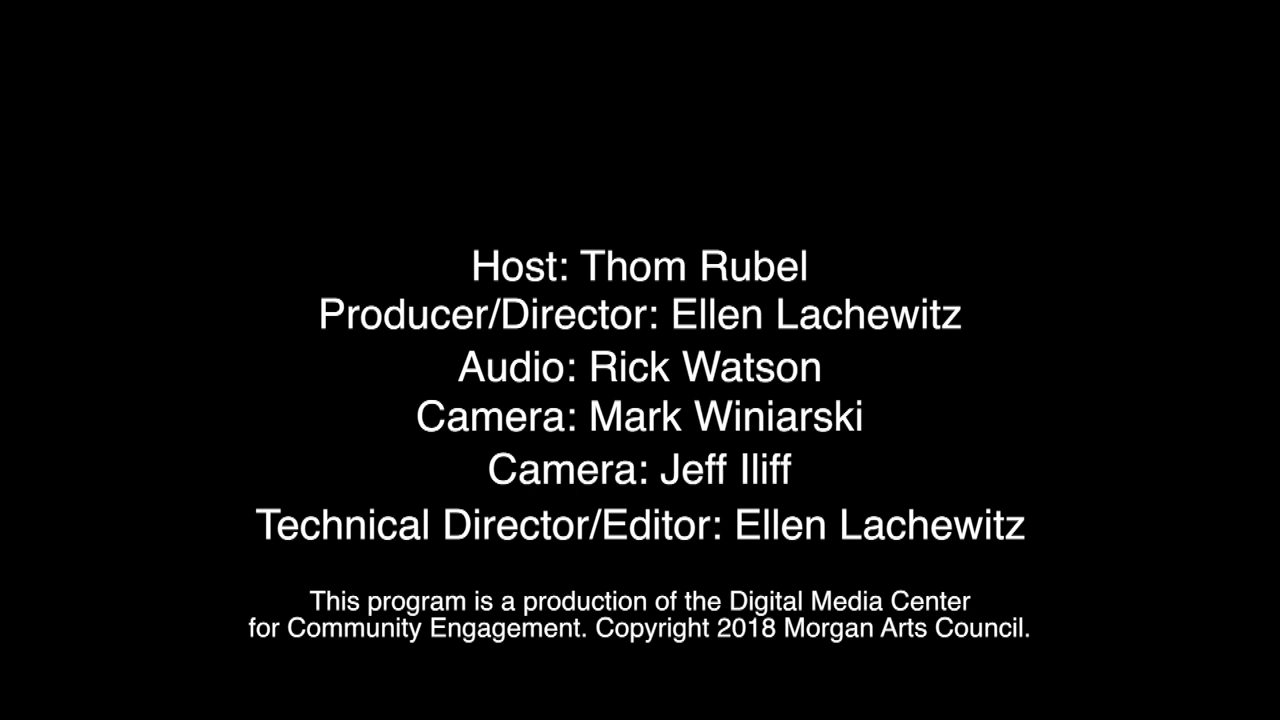 Host: Thom Rubel
Producer/Director: Ellen Lachewitz
Audio: Rick Watson
Camera: Mark Winiarski
Camera: Jeff Iliff
Technical Director/Editor: Ellen Lachewitz
This program is a production of the Digital Media Center
for Community Engagement. Copyright 2018 Morgan Arts Council.